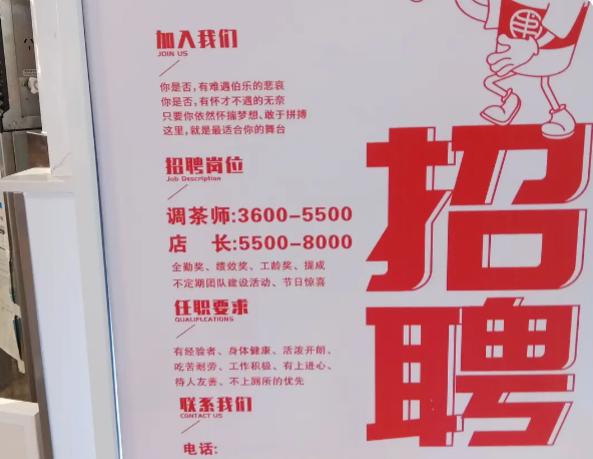 加入我们
JOIN US
你是否,有难遇伯乐的悲哀
你是否,有怀才不遇的无奈
只要你依然怀揣梦想、敢于拼搏
这里,就是最适合你的舞台
招聘岗位
Job Description
调茶师:3600-5500
店 长:5500-8000
全勤奖、绩效奖、工龄奖、提成
不定期团队建设活动、节日惊喜
任职要求
QUALIFICATIONS
有经验者、身体健康、活泼开朗、
吃苦耐劳、工作积极、有上进心、
待人友善、不上厕所的优先
联系我们
CONTACT US
电话:
招聘